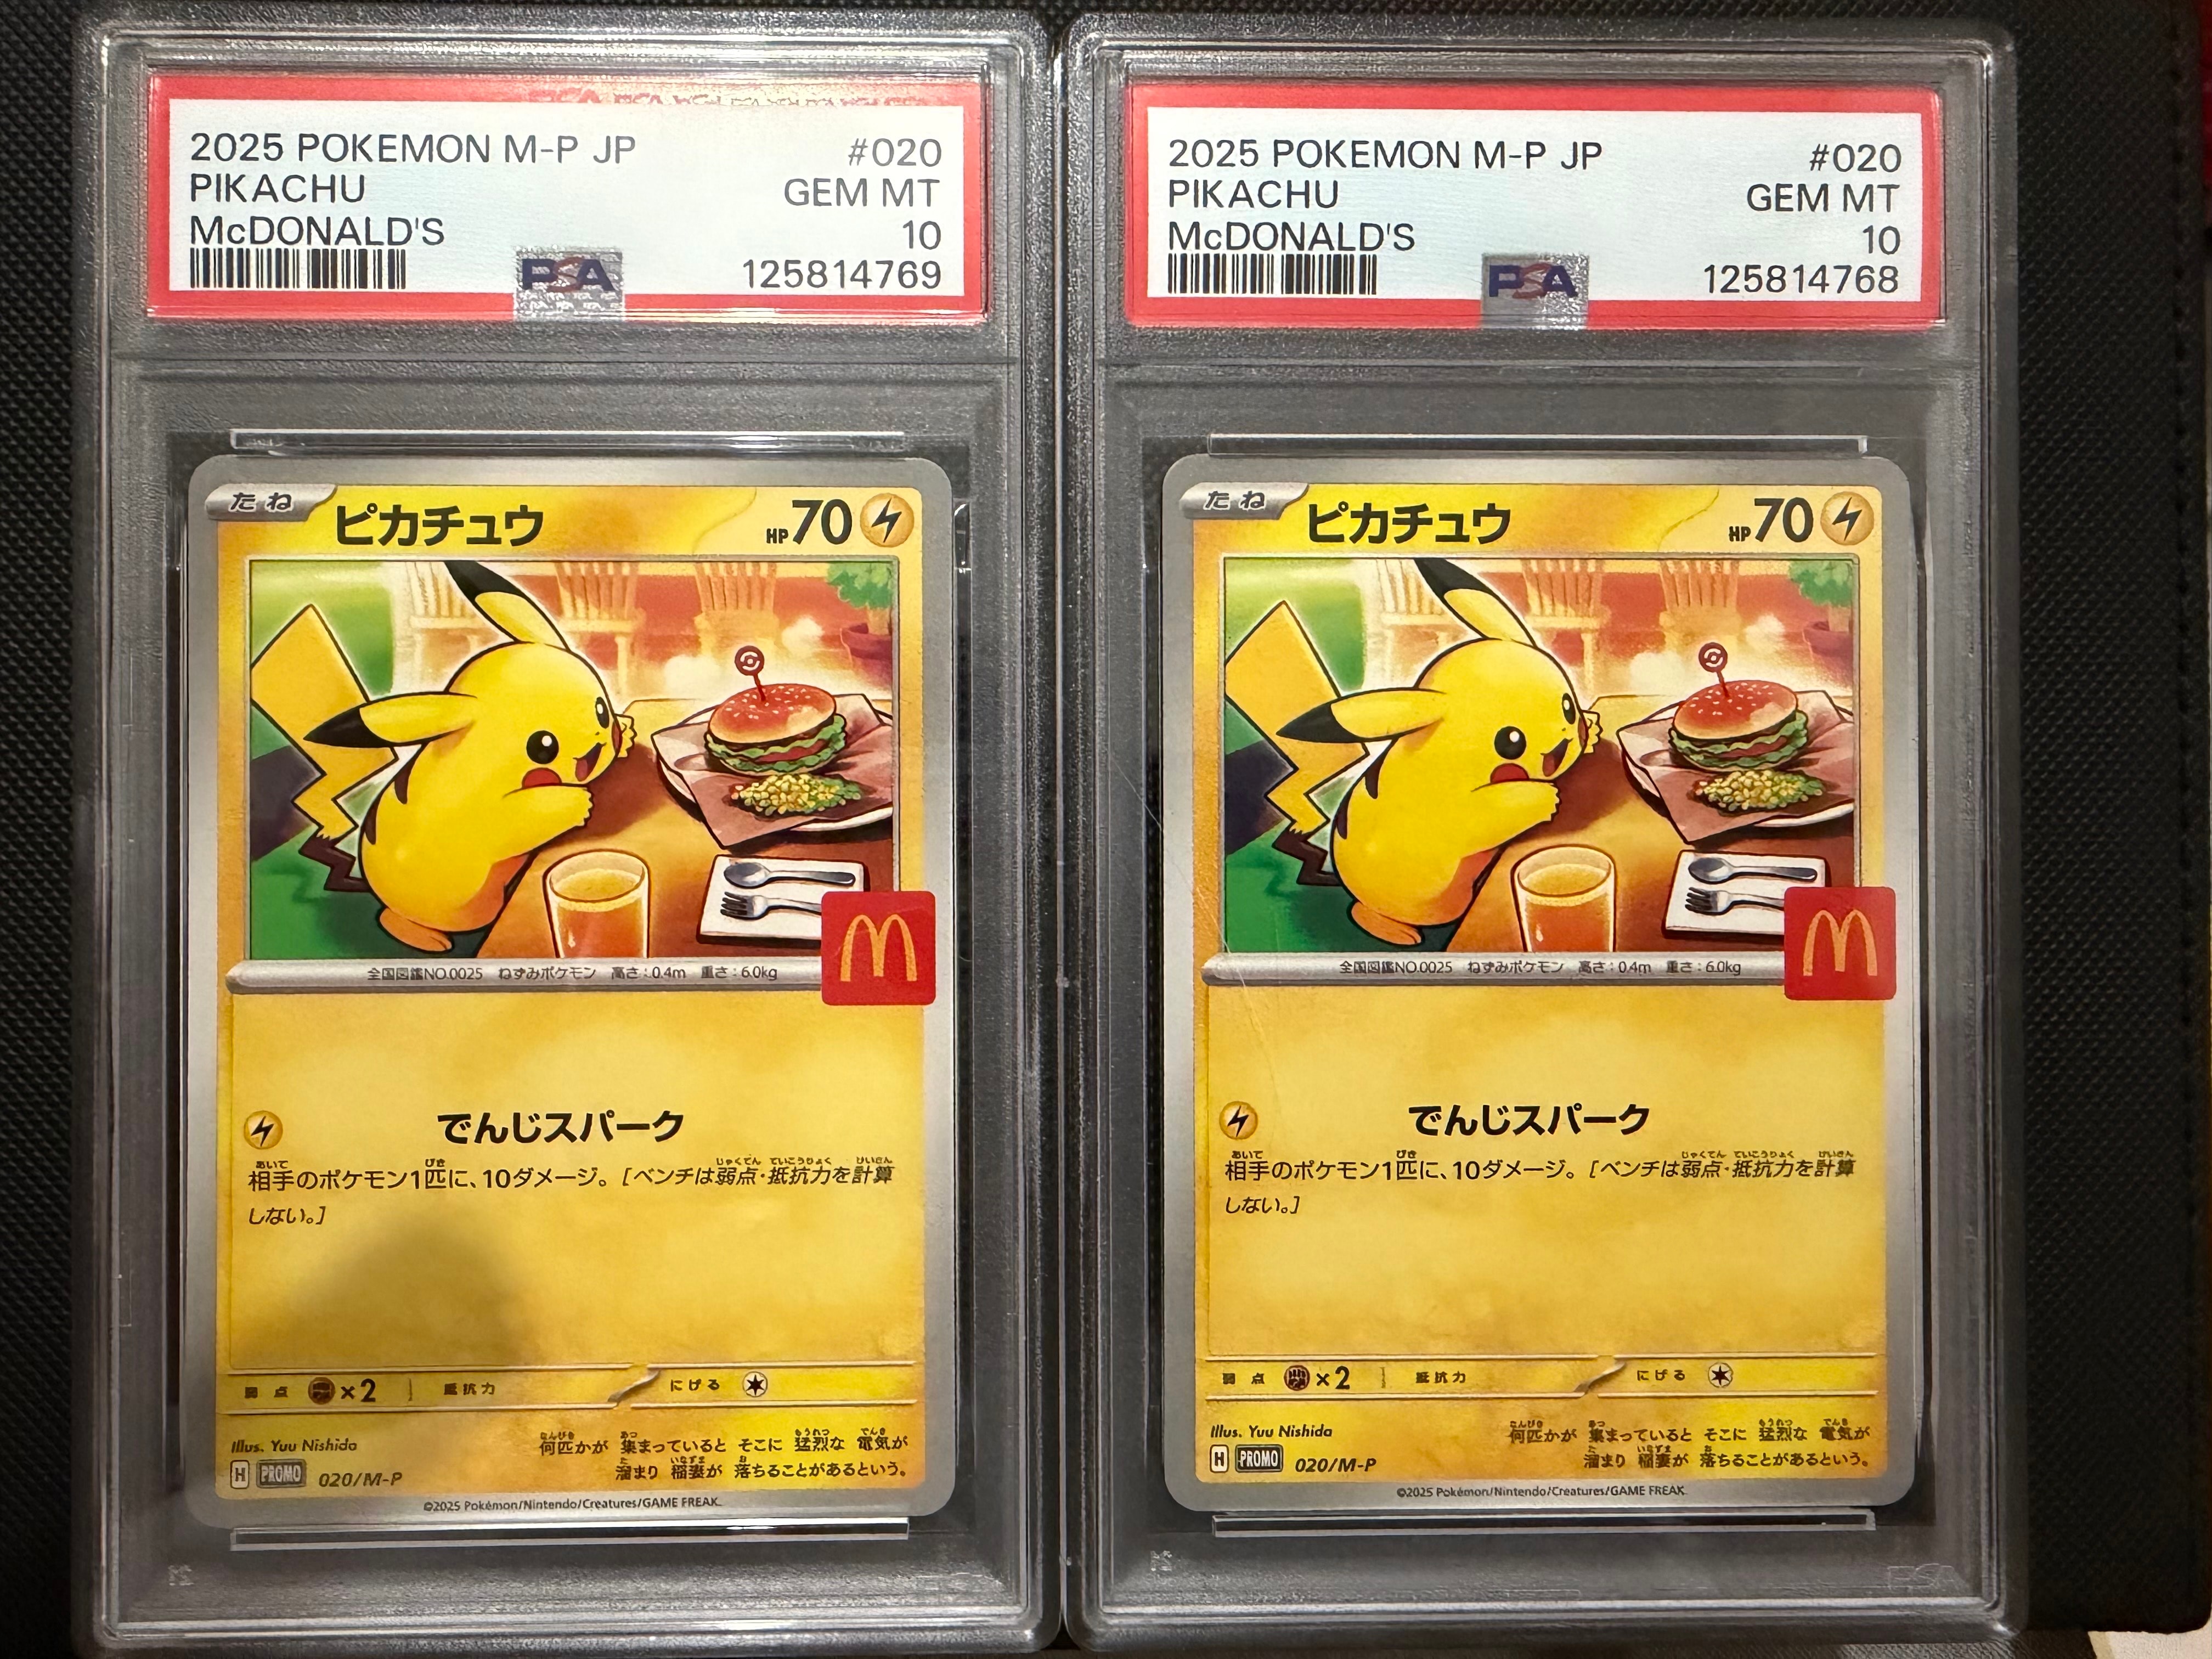 2025 POKEMON M-P JP #020
PIKACHU GEM MT
McDONALD'S 10
PSA 125814769
たね ピカチュウ HP70
全国図鑑NO.0025 ねずみポケモン 高さ:0.4m 重さ:6.0kg
M
でんじスパーク
相手のポケモン1匹に、10ダメージ。[ベンチは弱点・抵抗力を計算
しない。]
弱点 ×2 抵抗力 にげる
Illus. Yuu Nishida
H PROMO 020/M-P
何匹かが 集まっていると そこに 猛烈な 電気が
溜まり 稲妻が 落ちることがあるという。
©2025 Pokémon/Nintendo/Creatures/GAME FREAK.
2025 POKEMON M-P JP #020
PIKACHU GEM MT
McDONALD'S 10
PSA 125814768
たね ピカチュウ HP70
全国図鑑NO.0025 ねずみポケモン 高さ:0.4m 重さ:6.0kg
M
でんじスパーク
相手のポケモン1匹に、10ダメージ。[ベンチは弱点・抵抗力を計算
しない。]
弱点 ×2 抵抗力 にげる
Illus. Yuu Nishida
H PROMO 020/M-P
何匹かが 集まっていると そこに 猛烈な 電気が
溜まり 稲妻が 落ちることがあるという。
©2025 Pokémon/Nintendo/Creatures/GAME FREAK.
PSA